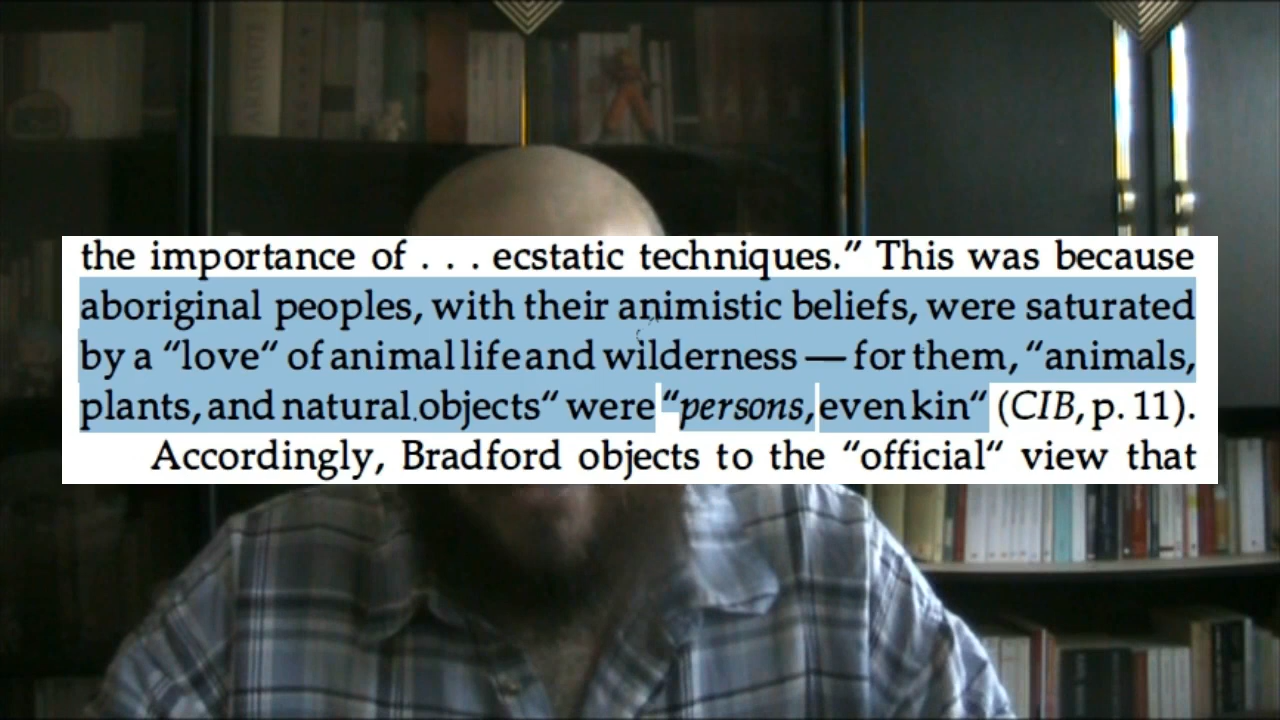 the importance of . . . ecstatic techniques.” This was because
aboriginal peoples, with their animistic beliefs, were saturated
by a “love“ of animal life and wilderness — for them, “animals,
plants, and natural objects“ were “persons, even kin“ (CIB, p. 11).
Accordingly, Bradford objects to the “official“ view that